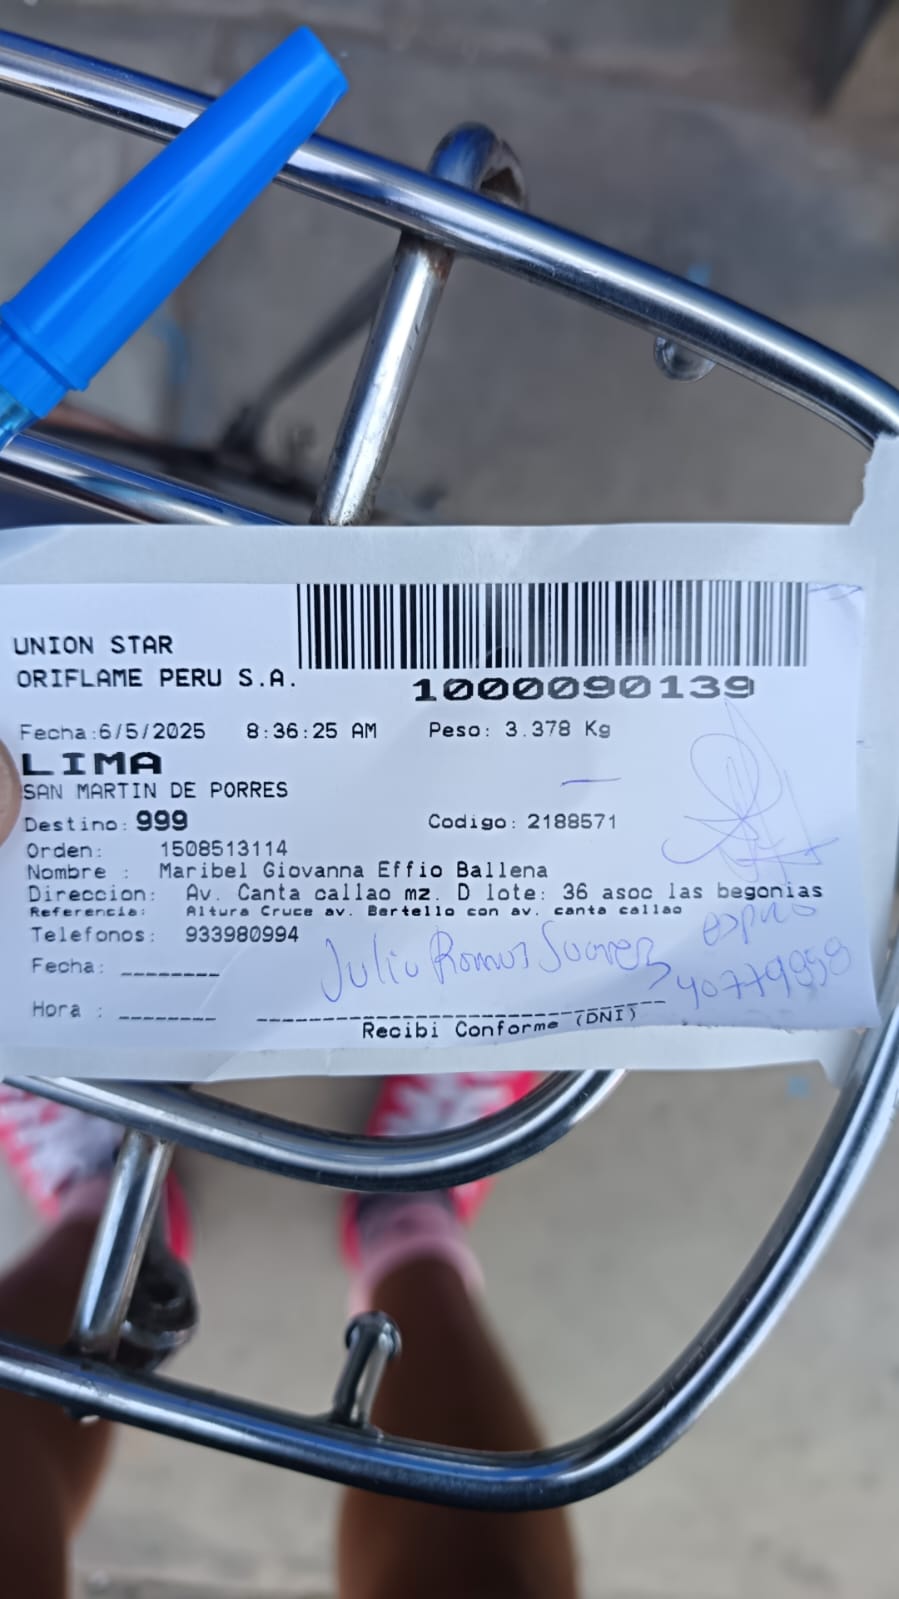 UNION STAR
ORIFLAME PERU S.A.
1000090139
Fecha:6/5/2025 8:36:25 AM Peso: 3.378 Kg
LIMA
SAN MARTIN DE PORRES
Destino: 999 Codigo: 2188571
Orden: 1508513114
Nombre : Maribel Giovanna Effio Ballena
Direccion: Av. Canta callao mz. D lote: 36 asoc las begonias
Referencia: Altura Cruce av. Bertello con av. canta callao
Telefonos: 933980994
esposo
Fecha: ________ Julio Ramos Suarez 40779858
Hora : ________
Recibi Conforme (DNI)